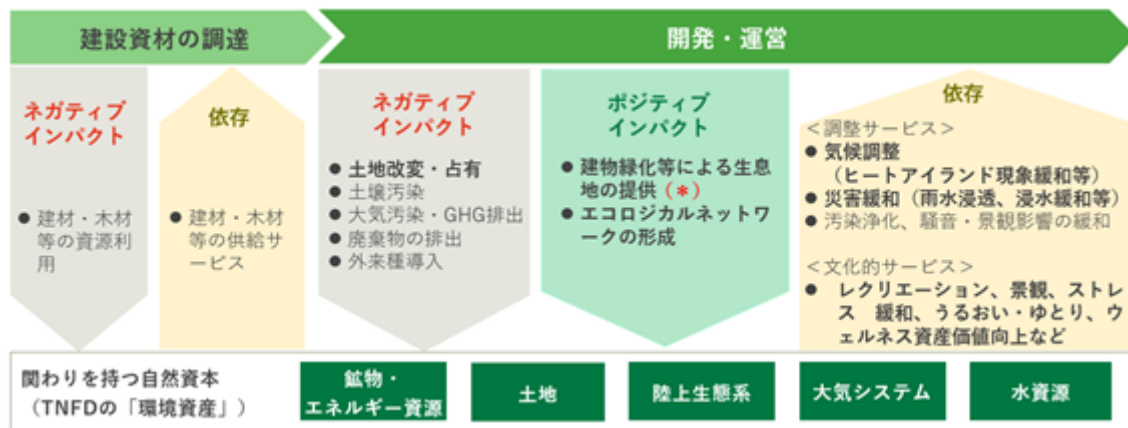 建設資材の調達
開発・運営
ネガティブ
インパクト
● 建材・木材
等の資源利
用
依存
● 建材・木材
等の供給サ
ービス
ネガティブ
インパクト
● 土地改変・占有
● 土壌汚染
● 大気汚染・GHG排出
● 廃棄物の排出
● 外来種導入
ポジティブ
インパクト
● 建物緑化等による生息
地の提供(*)
● エコロジカルネットワ
ークの形成
依存
<調整サービス>
● 気候調整
(ヒートアイランド現象緩和等)
● 災害緩和(雨水浸透、浸水緩和等)
● 汚染浄化、騒音・景観影響の緩和
<文化的サービス>
● レクリエーション、景観、ストレ
ス 緩和、うるおい・ゆとり、ウ
ェルネス資産価値向上など
関わりを持つ自然資本
(TNFDの「環境資産」)
鉱物・
エネルギー資源
土地
陸上生態系
大気システム
水資源